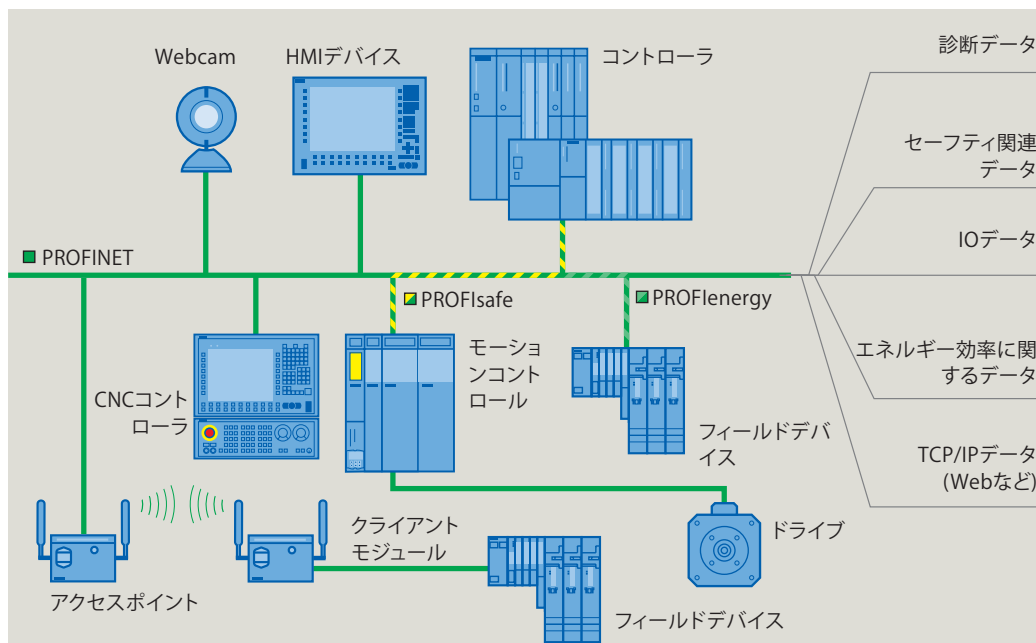 Webcam
HMIデバイス
コントローラ
診断データ
セーフティ関連
データ
IOデータ
PROFINET
PROFIsafe
PROFIenergy
CNCコント
ローラ
モーショ
ンコント
ロール
フィールドデバ
イス
エネルギー効率に関
するデータ
TCP/IPデータ
(Webなど)
アクセスポイント
クライアント
モジュール
フィールドデバイス
ドライブ